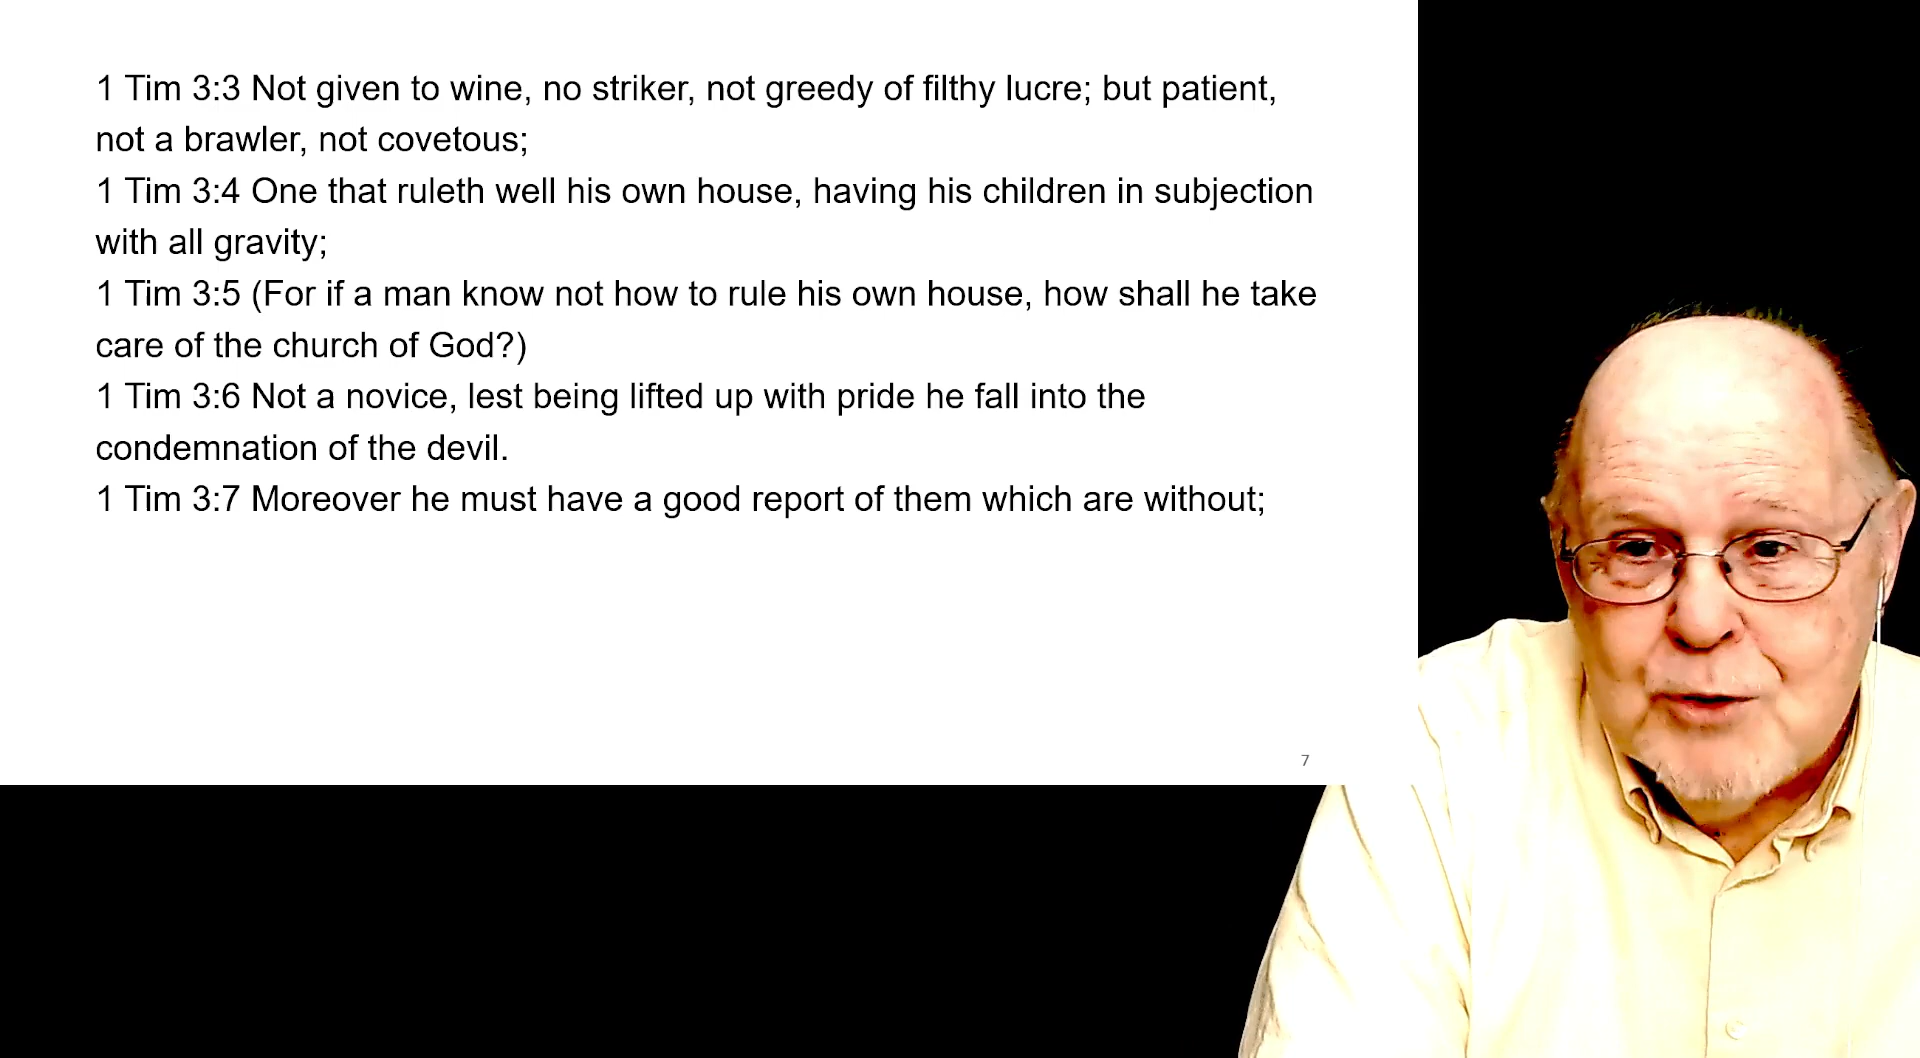 1 Tim 3:3 Not given to wine, no striker, not greedy of filthy lucre; but patient,
not a brawler, not covetous;
1 Tim 3:4 One that ruleth well his own house, having his children in subjection
with all gravity;
1 Tim 3:5 (For if a man know not how to rule his own house, how shall he take
care of the church of God?)
1 Tim 3:6 Not a novice, lest being lifted up with pride he fall into the
condemnation of the devil.
1 Tim 3:7 Moreover he must have a good report of them which are without;
7